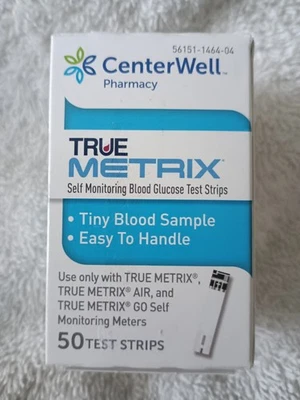 56151-1464-04
CenterWell™
Pharmacy
TRUE
METRIX®
Self Monitoring Blood Glucose Test Strips
• Tiny Blood Sample
• Easy To Handle
Use only with TRUE METRIX®,
TRUE METRIX® AIR, and
TRUE METRIX® GO Self
Monitoring Meters
50 TEST STRIPS